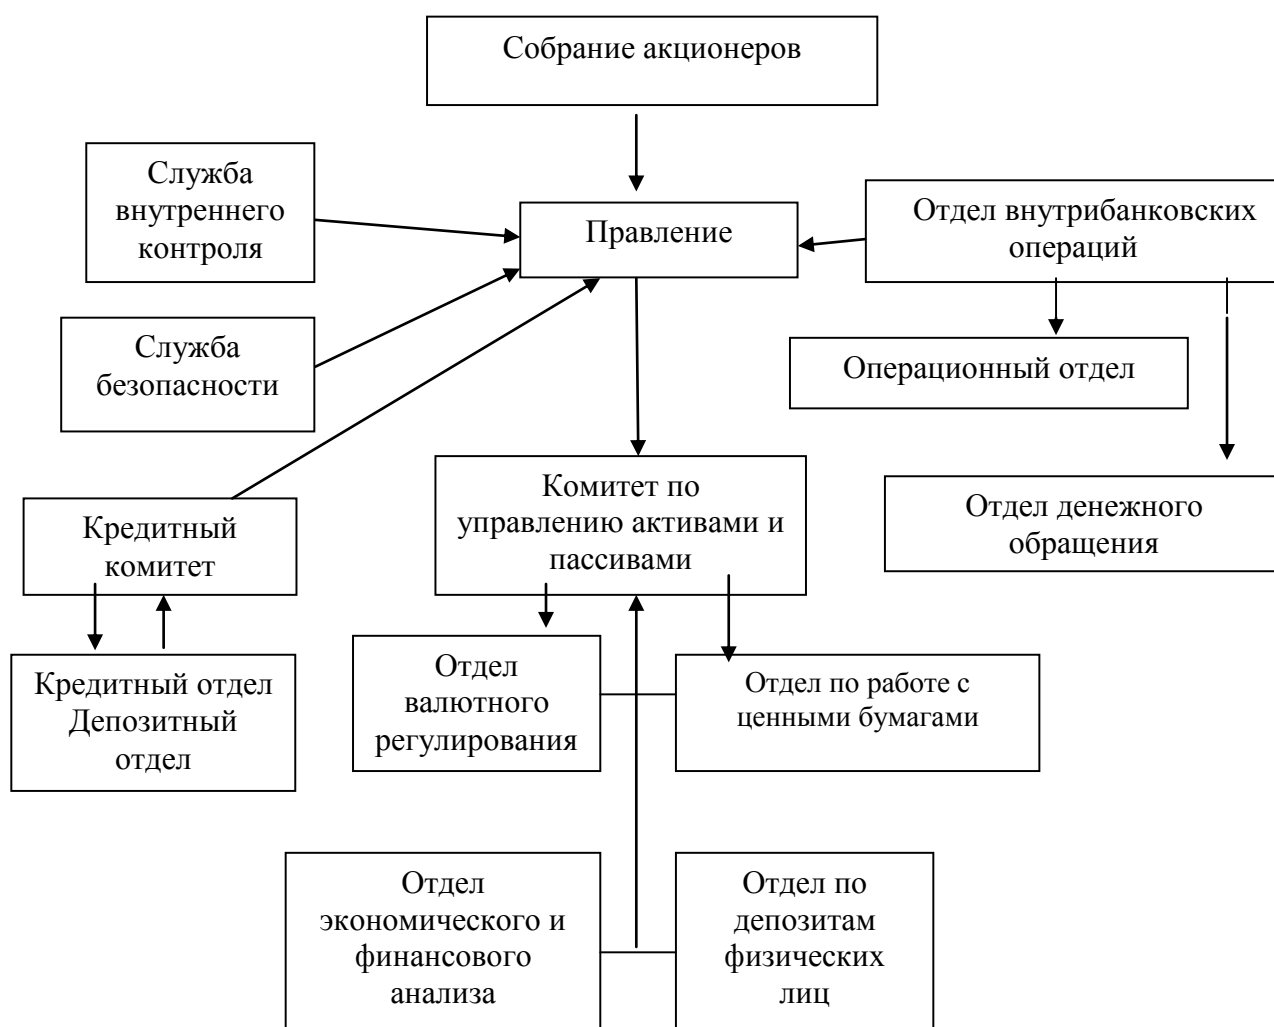 Собрание акционеров
Служба
внутреннего
контроля
Правление
Отдел внутрибанковских
операций
Служба
безопасности
Операционный отдел
Кредитный
комитет
Комитет по
управлению активами и
пассивами
Отдел денежного
обращения
Кредитный отдел
Депозитный
отдел
Отдел
валютного
регулирования
Отдел по работе с
ценными бумагами
Отдел
экономического и
финансового
анализа
Отдел по
депозитам
физических
лиц